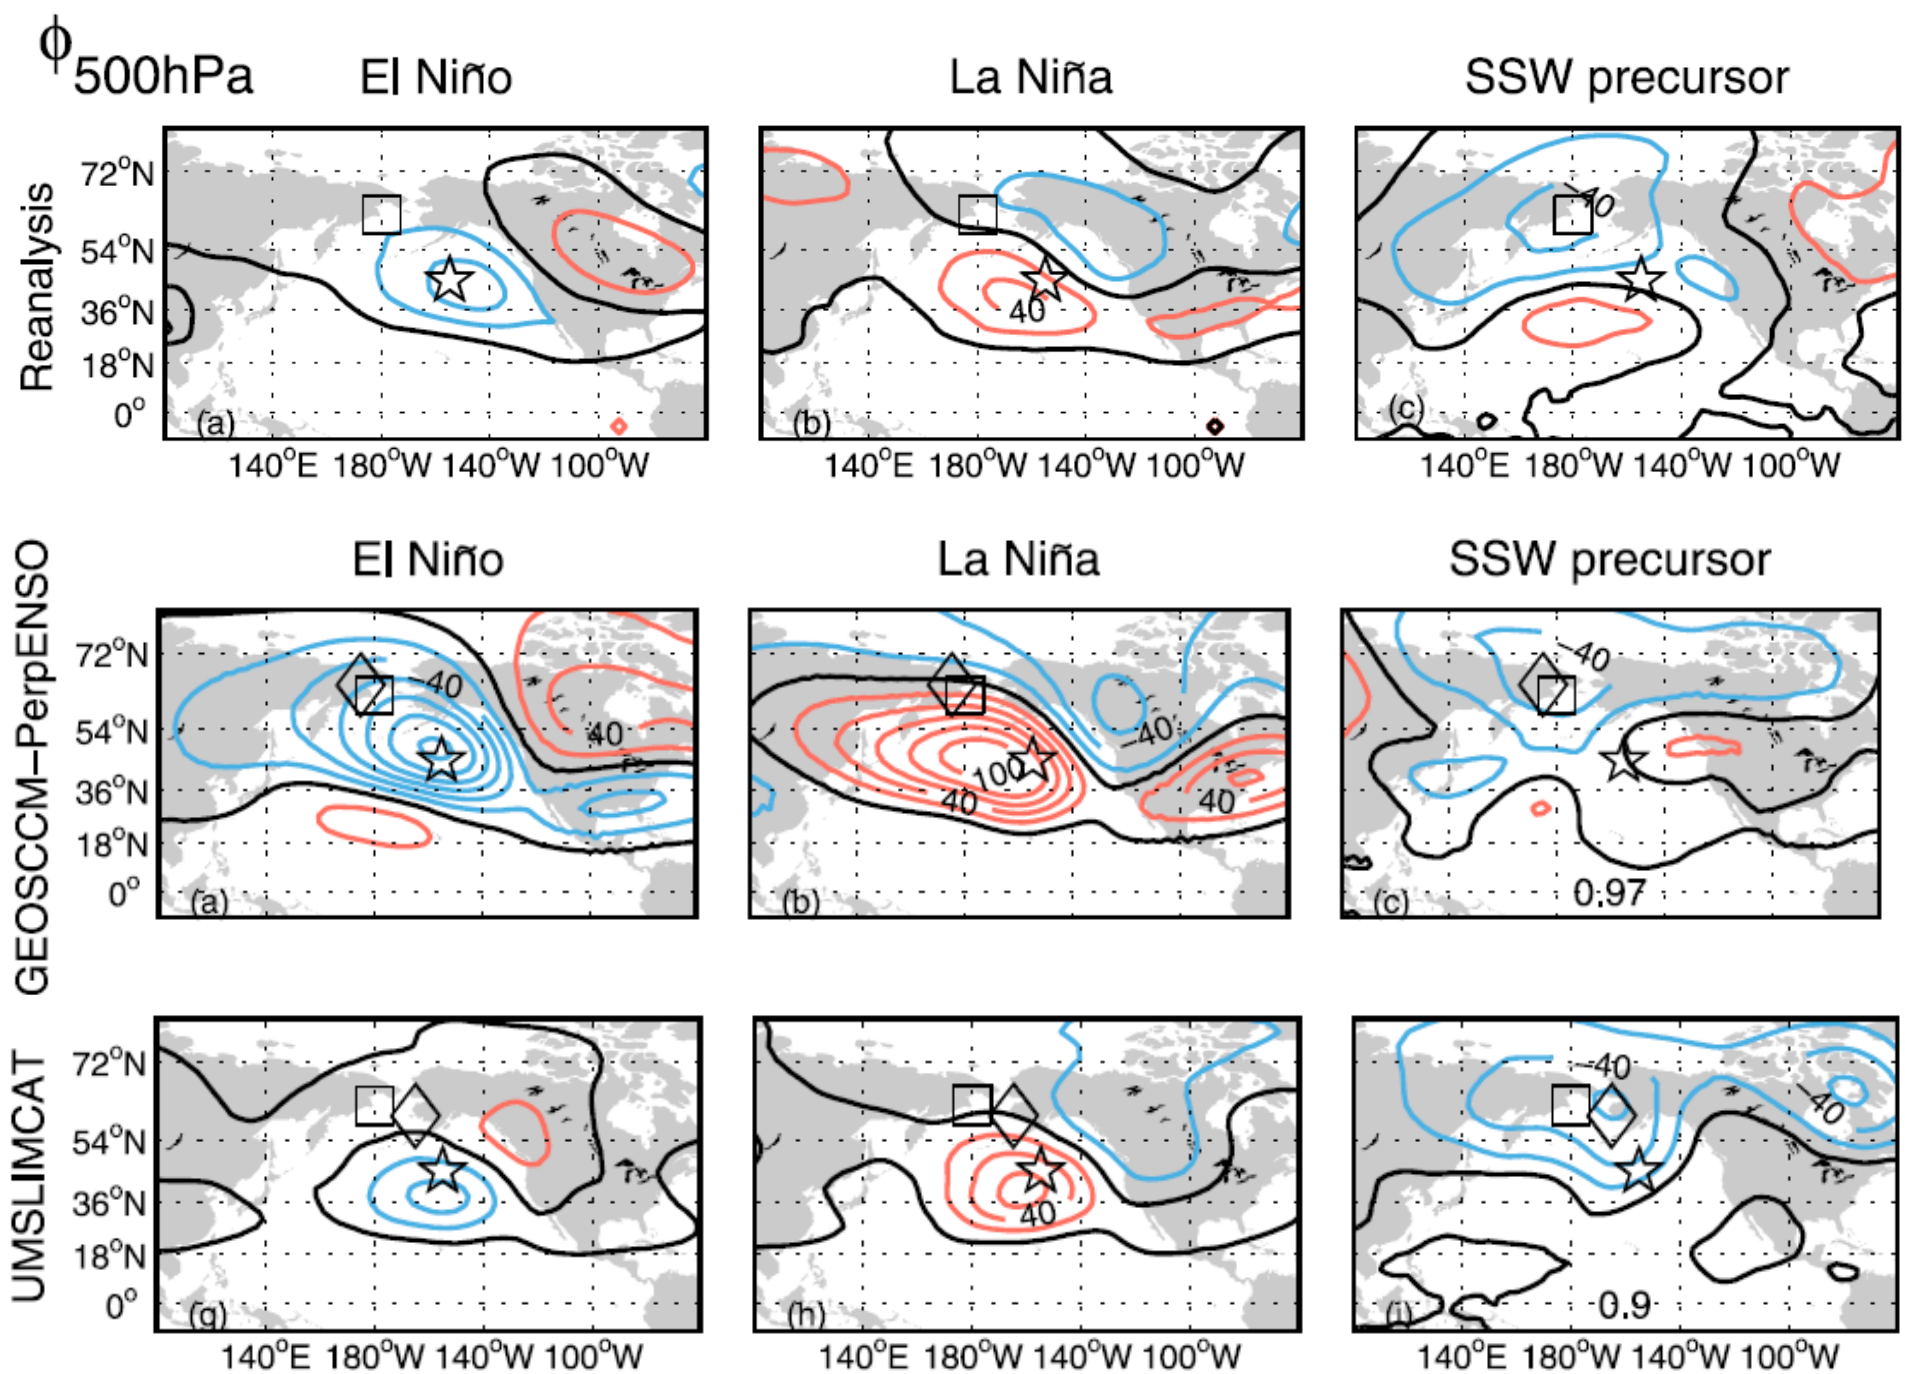 ϕ500hPa
El Niño La Niña SSW precursor
Reanalysis
72°N
54°N
36°N
18°N
0°
(a)
40
(b)
−40
(c)
140°E 180°W 140°W 100°W
140°E 180°W 140°W 100°W
140°E 180°W 140°W 100°W
El Niño La Niña SSW precursor
GEOSCCM−PerpENSO
72°N
54°N
36°N
18°N
0°
−40
40
(a)
−40
100
40
40
(b)
−40
0.97
(c)
UMSLIMCAT
72°N
54°N
36°N
18°N
0°
(g)
40
(h)
−40
−40
0.9
(i)
140°E 180°W 140°W 100°W
140°E 180°W 140°W 100°W
140°E 180°W 140°W 100°W